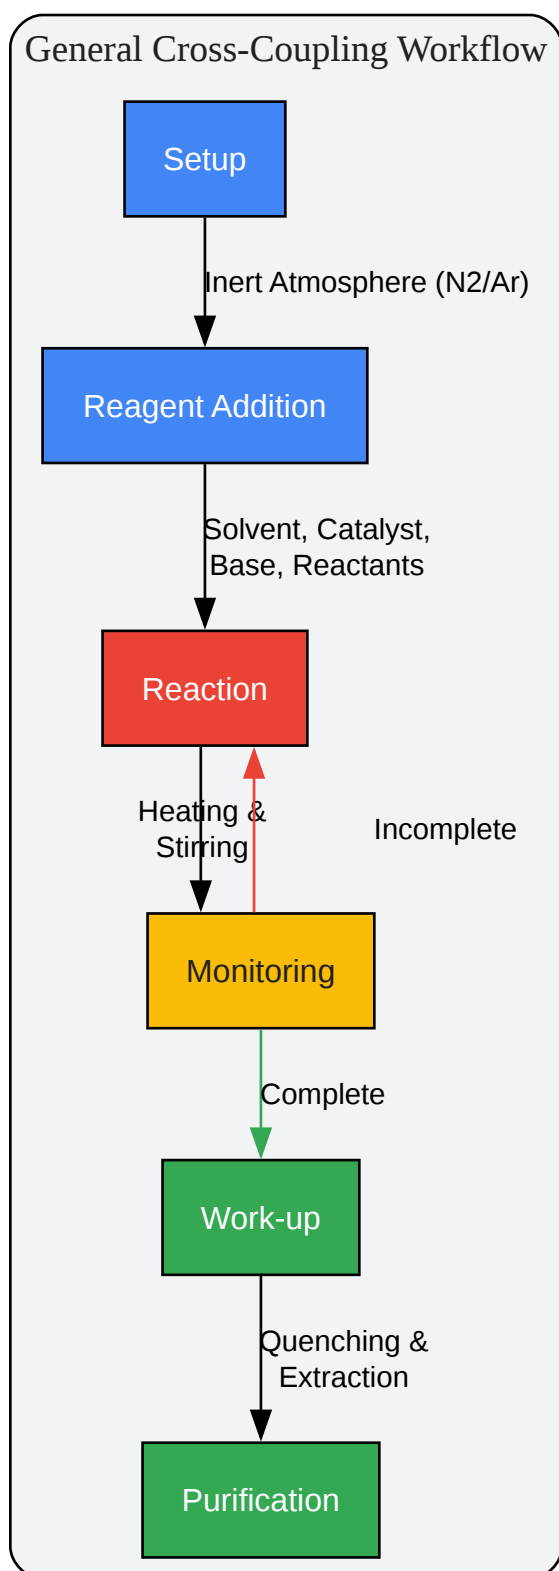 General Cross-Coupling Workflow
Setup
Inert Atmosphere (N2/Ar)
Reagent Addition
Solvent, Catalyst,
Base, Reactants
Reaction
Heating &
Stirring
Incomplete
Monitoring
Complete
Work-up
Quenching &
Extraction
Purification